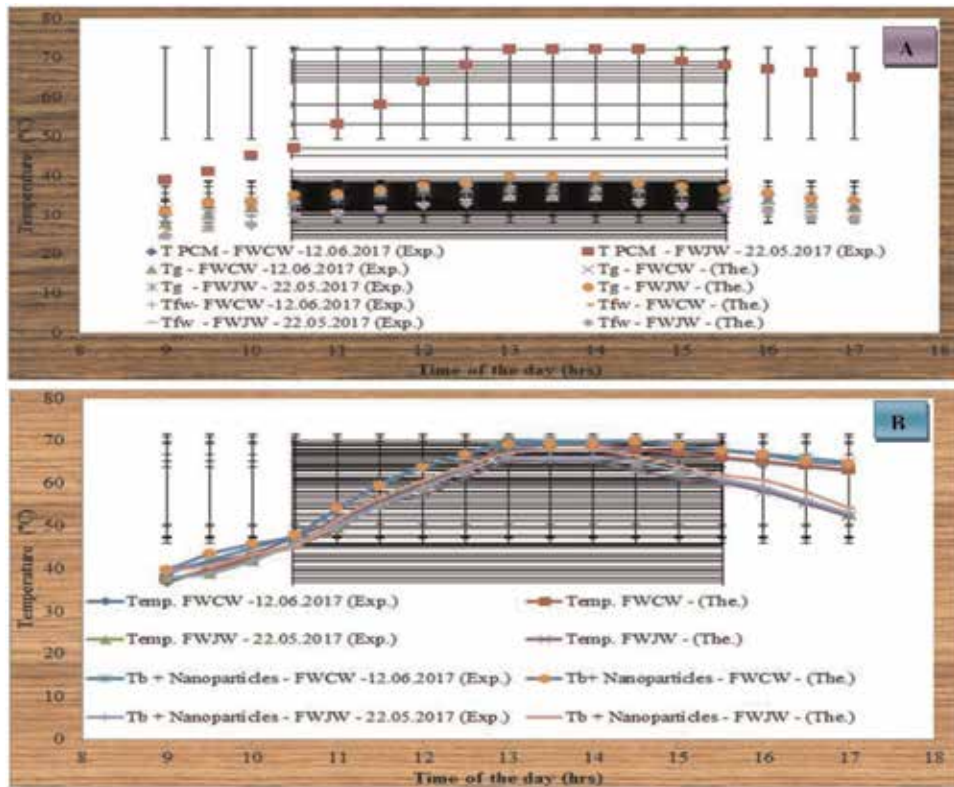 80
A
70
60
50
40
30
20
10
0
Temperature (°C)
T PCM - FWCW -12.06.2017 (Exp.)
T PCM - FWJW - 22.05.2017 (Exp.)
Tg - FWCW -12.06.2017 (Exp.)
Tg - FWCW - (The.)
Tg - FWJW - 22.05.2017 (Exp.)
Tg - FWJW - (The.)
Tfw- FWCW -12.06.2017 (Exp.)
Tfw - FWCW - (The.)
Tfw - FWJW - 22.05.2017 (Exp.)
Tfw - FWJW - (The.)
8 9 10 11 12 13 14 15 16 17 18
Time of the day (hrs)
80
B
70
60
50
40
30
20
10
0
Temperature (°C)
Temp. FWCW -12.06.2017 (Exp.)
Temp. FWCW - (The.)
Temp. FWJW - 22.05.2017 (Exp.)
Temp. FWJW - (The.)
Tb + Nanoparticles - FWCW -12.06.2017 (Exp.)
Tb+ Nanoparticles - FWCW - (The.)
Tb + Nanoparticles - FWJW - 22.05.2017 (Exp.)
Tb + Nanoparticles - FWJW - (The.)
8 9 10 11 12 13 14 15 16 17 18
Time of the day (hrs)